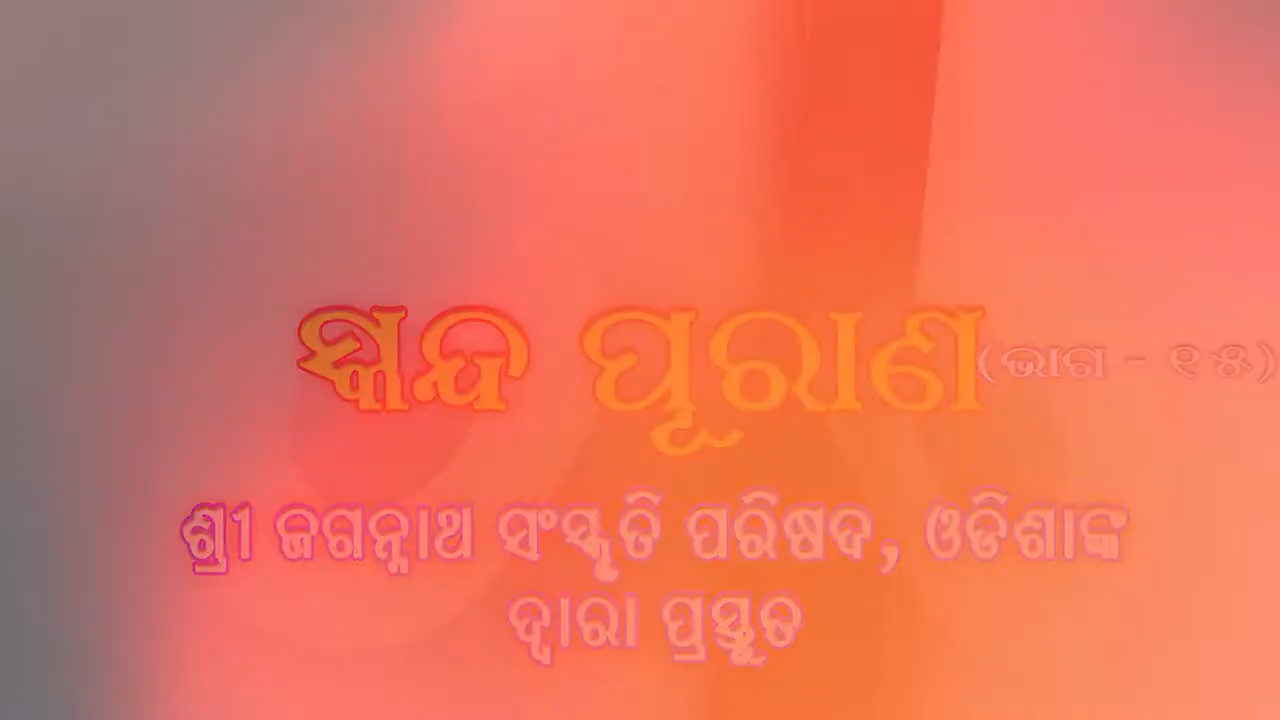 ସ୍କନ୍ଦ ପୂରାଣ (ଭାଗ - ୧୫)
ଶ୍ରୀ ଜଗନ୍ନାଥ ସଂସ୍କୃତି ପରିଷଦ, ଓଡିଶାଙ୍କ
ଦ୍ୱାରା ପ୍ରସ୍ତୁତ